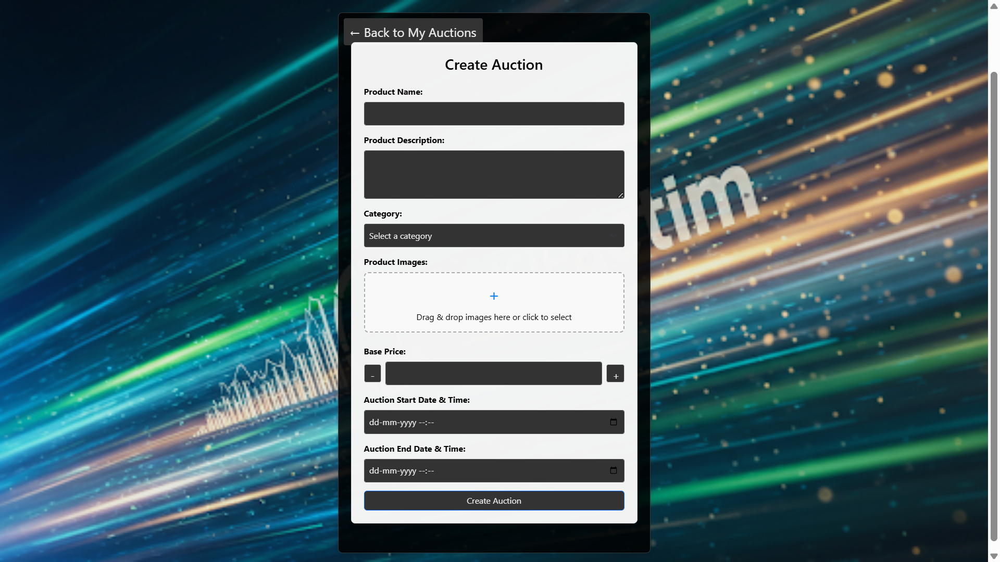 ← Back to My Auctions
Create Auction
Product Name:
Product Description:
Category:
Select a category
Product Images:
+
Drag & drop images here or click to select
Base Price:
-
+
Auction Start Date & Time:
dd-mm-yyyy --:--
Auction End Date & Time:
dd-mm-yyyy --:--
Create Auction
tim